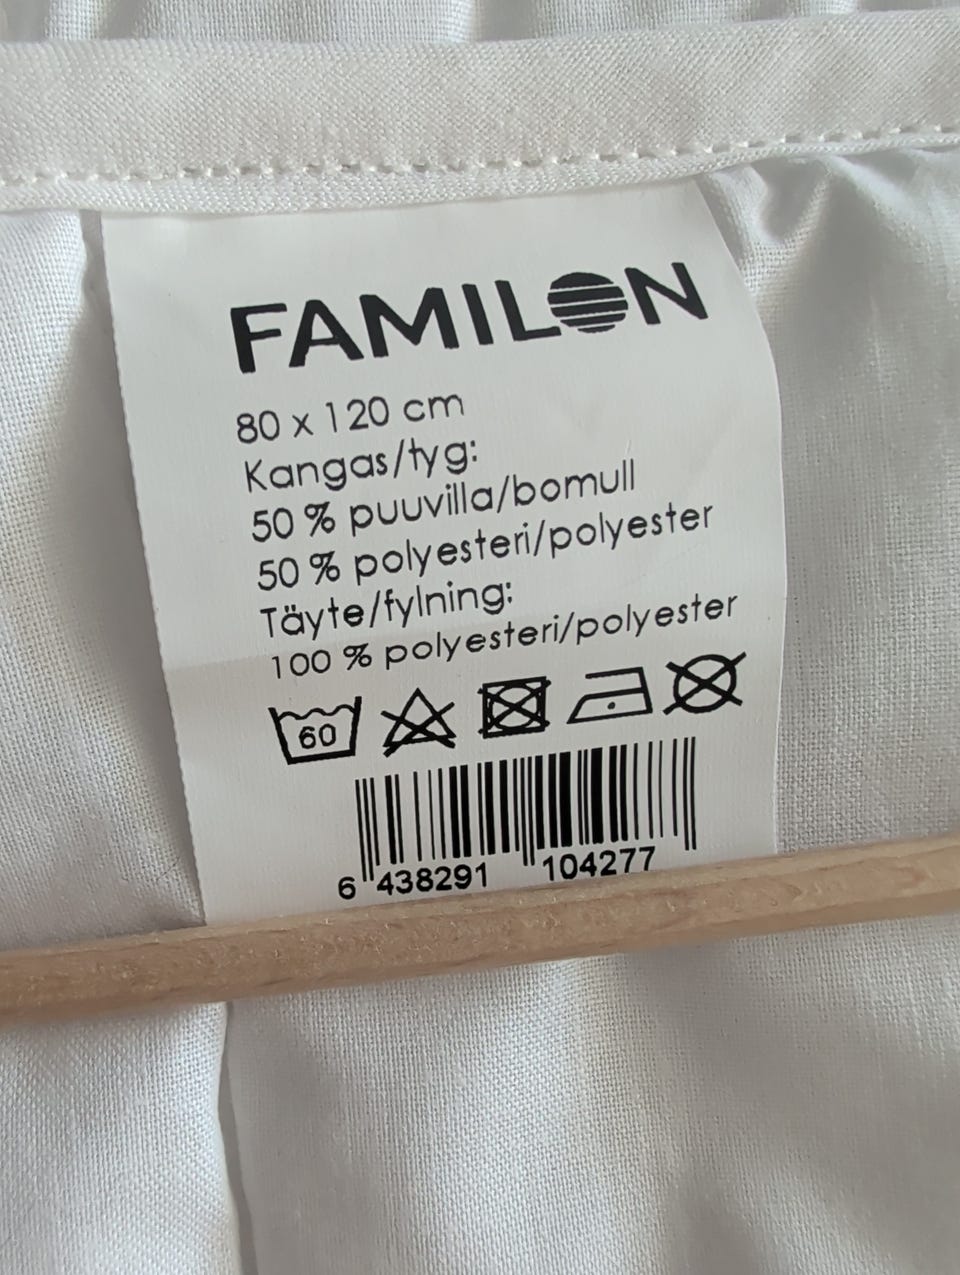 FAMILON
80 x 120 cm
Kangas/tyg:
50 % puuvilla/bomull
50 % polyesteri/polyester
Täyte/fylning:
100 % polyesteri/polyester
60
6 438291 104277